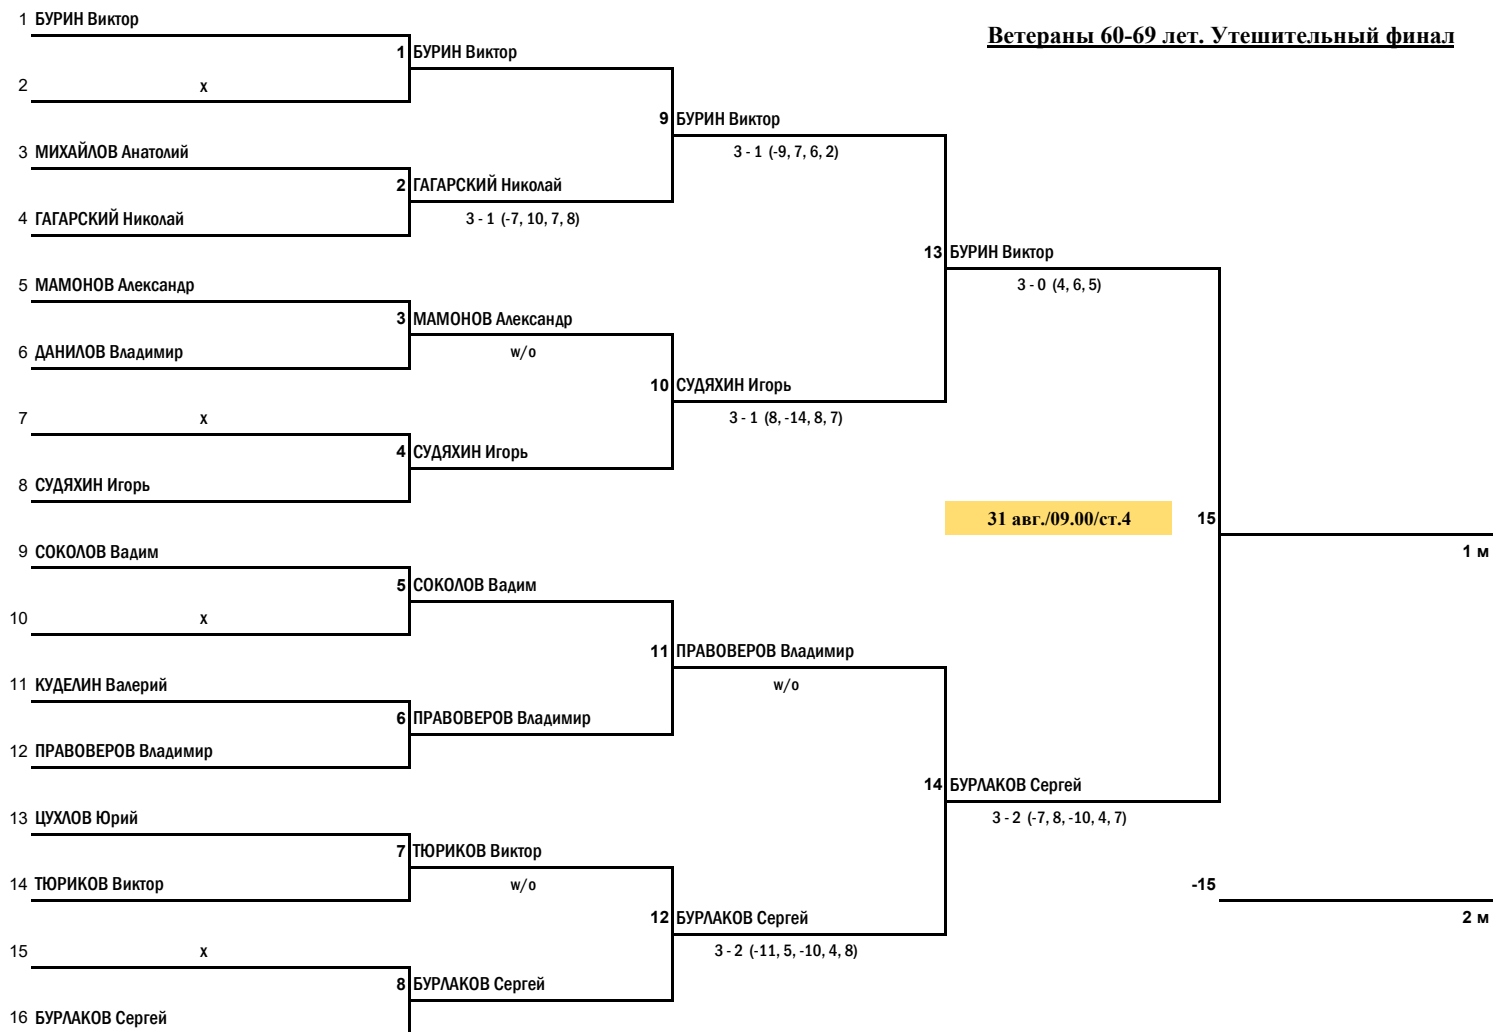 1 БУРИН Виктор
Ветераны 60-69 лет. Утешительный финал
1 БУРИН Виктор
2 x
9 БУРИН Виктор
3 МИХАЙЛОВ Анатолий
3 - 1 (-9, 7, 6, 2)
2 ГАГАРСКИЙ Николай
4 ГАГАРСКИЙ Николай
3 - 1 (-7, 10, 7, 8)
13 БУРИН Виктор
5 МАМОНОВ Александр
3 - 0 (4, 6, 5)
3 МАМОНОВ Александр
6 ДАНИЛОВ Владимир
w/o
10 СУДЯХИН Игорь
7 x
3 - 1 (8, -14, 8, 7)
4 СУДЯХИН Игорь
8 СУДЯХИН Игорь
31 авг./09.00/ст.4
15
9 СОКОЛОВ Вадим
1 м
5 СОКОЛОВ Вадим
10 x
11 ПРАВОВЕРОВ Владимир
11 КУДЕЛИН Валерий
w/o
6 ПРАВОВЕРОВ Владимир
12 ПРАВОВЕРОВ Владимир
14 БУРЛАКОВ Сергей
13 ЦУХЛОВ Юрий
3 - 2 (-7, 8, -10, 4, 7)
7 ТЮРИКОВ Виктор
14 ТЮРИКОВ Виктор
w/o
-15
12 БУРЛАКОВ Сергей
2 м
15 x
3 - 2 (-11, 5, -10, 4, 8)
8 БУРЛАКОВ Сергей
16 БУРЛАКОВ Сергей